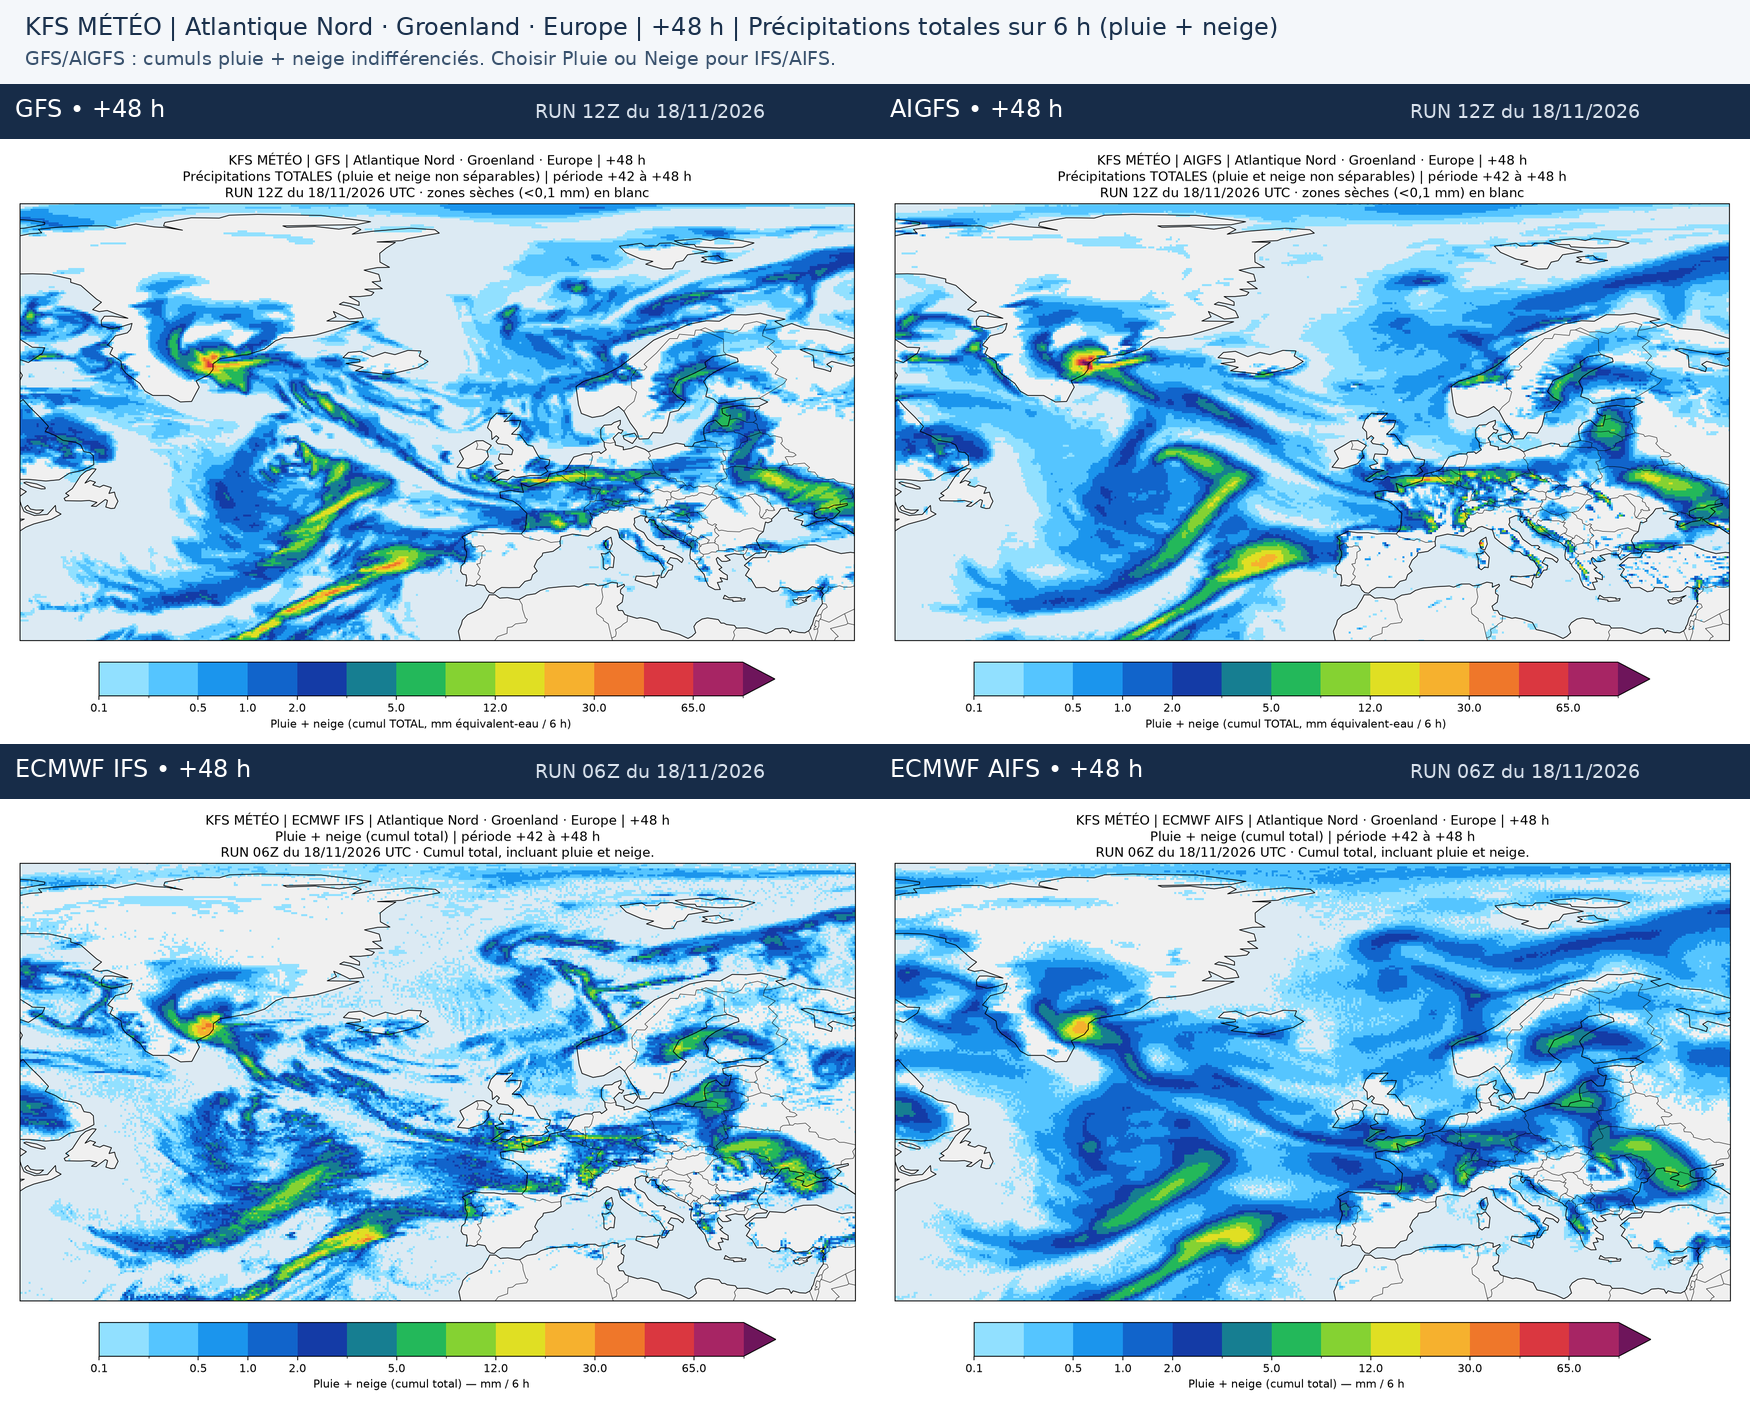 KFS MÉTÉO | Atlantique Nord · Groenland · Europe | +48 h | Précipitations totales sur 6 h (pluie + neige)
GFS/AIGFS : cumuls pluie + neige indifférenciés. Choisir Pluie ou Neige pour IFS/AIFS.
GFS • +48 h
RUN 12Z du 18/11/2026
AIGFS • +48 h
RUN 12Z du 18/11/2026
KFS MÉTÉO | GFS | Atlantique Nord · Groenland · Europe | +48 h
Précipitations TOTALES (pluie et neige non séparables) | période +42 à +48 h
RUN 12Z du 18/11/2026 UTC · zones sèches (<0,1 mm) en blanc
KFS MÉTÉO | AIGFS | Atlantique Nord · Groenland · Europe | +48 h
Précipitations TOTALES (pluie et neige non séparables) | période +42 à +48 h
RUN 12Z du 18/11/2026 UTC · zones sèches (<0,1 mm) en blanc
0.1 0.5 1.0 2.0 5.0 12.0 30.0 65.0
Pluie + neige (cumul TOTAL, mm équivalent-eau / 6 h)
0.1 0.5 1.0 2.0 5.0 12.0 30.0 65.0
Pluie + neige (cumul TOTAL, mm équivalent-eau / 6 h)
ECMWF IFS • +48 h
RUN 06Z du 18/11/2026
ECMWF AIFS • +48 h
RUN 06Z du 18/11/2026
KFS MÉTÉO | ECMWF IFS | Atlantique Nord · Groenland · Europe | +48 h
Pluie + neige (cumul total) | période +42 à +48 h
RUN 06Z du 18/11/2026 UTC · Cumul total, incluant pluie et neige.
KFS MÉTÉO | ECMWF AIFS | Atlantique Nord · Groenland · Europe | +48 h
Pluie + neige (cumul total) | période +42 à +48 h
RUN 06Z du 18/11/2026 UTC · Cumul total, incluant pluie et neige.
0.1 0.5 1.0 2.0 5.0 12.0 30.0 65.0
Pluie + neige (cumul total) — mm / 6 h
0.1 0.5 1.0 2.0 5.0 12.0 30.0 65.0
Pluie + neige (cumul total) — mm / 6 h